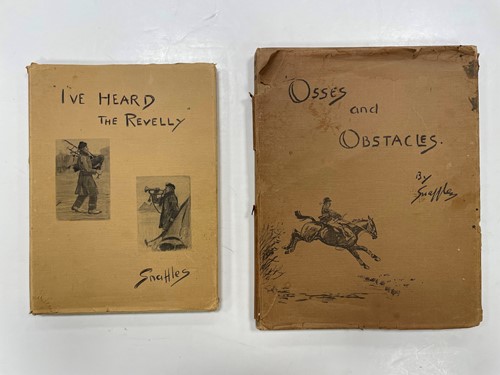 I'VE HEARD
THE REVELLY
Snaffles
OSSES
and
OBSTACLES.
By
Snaffles